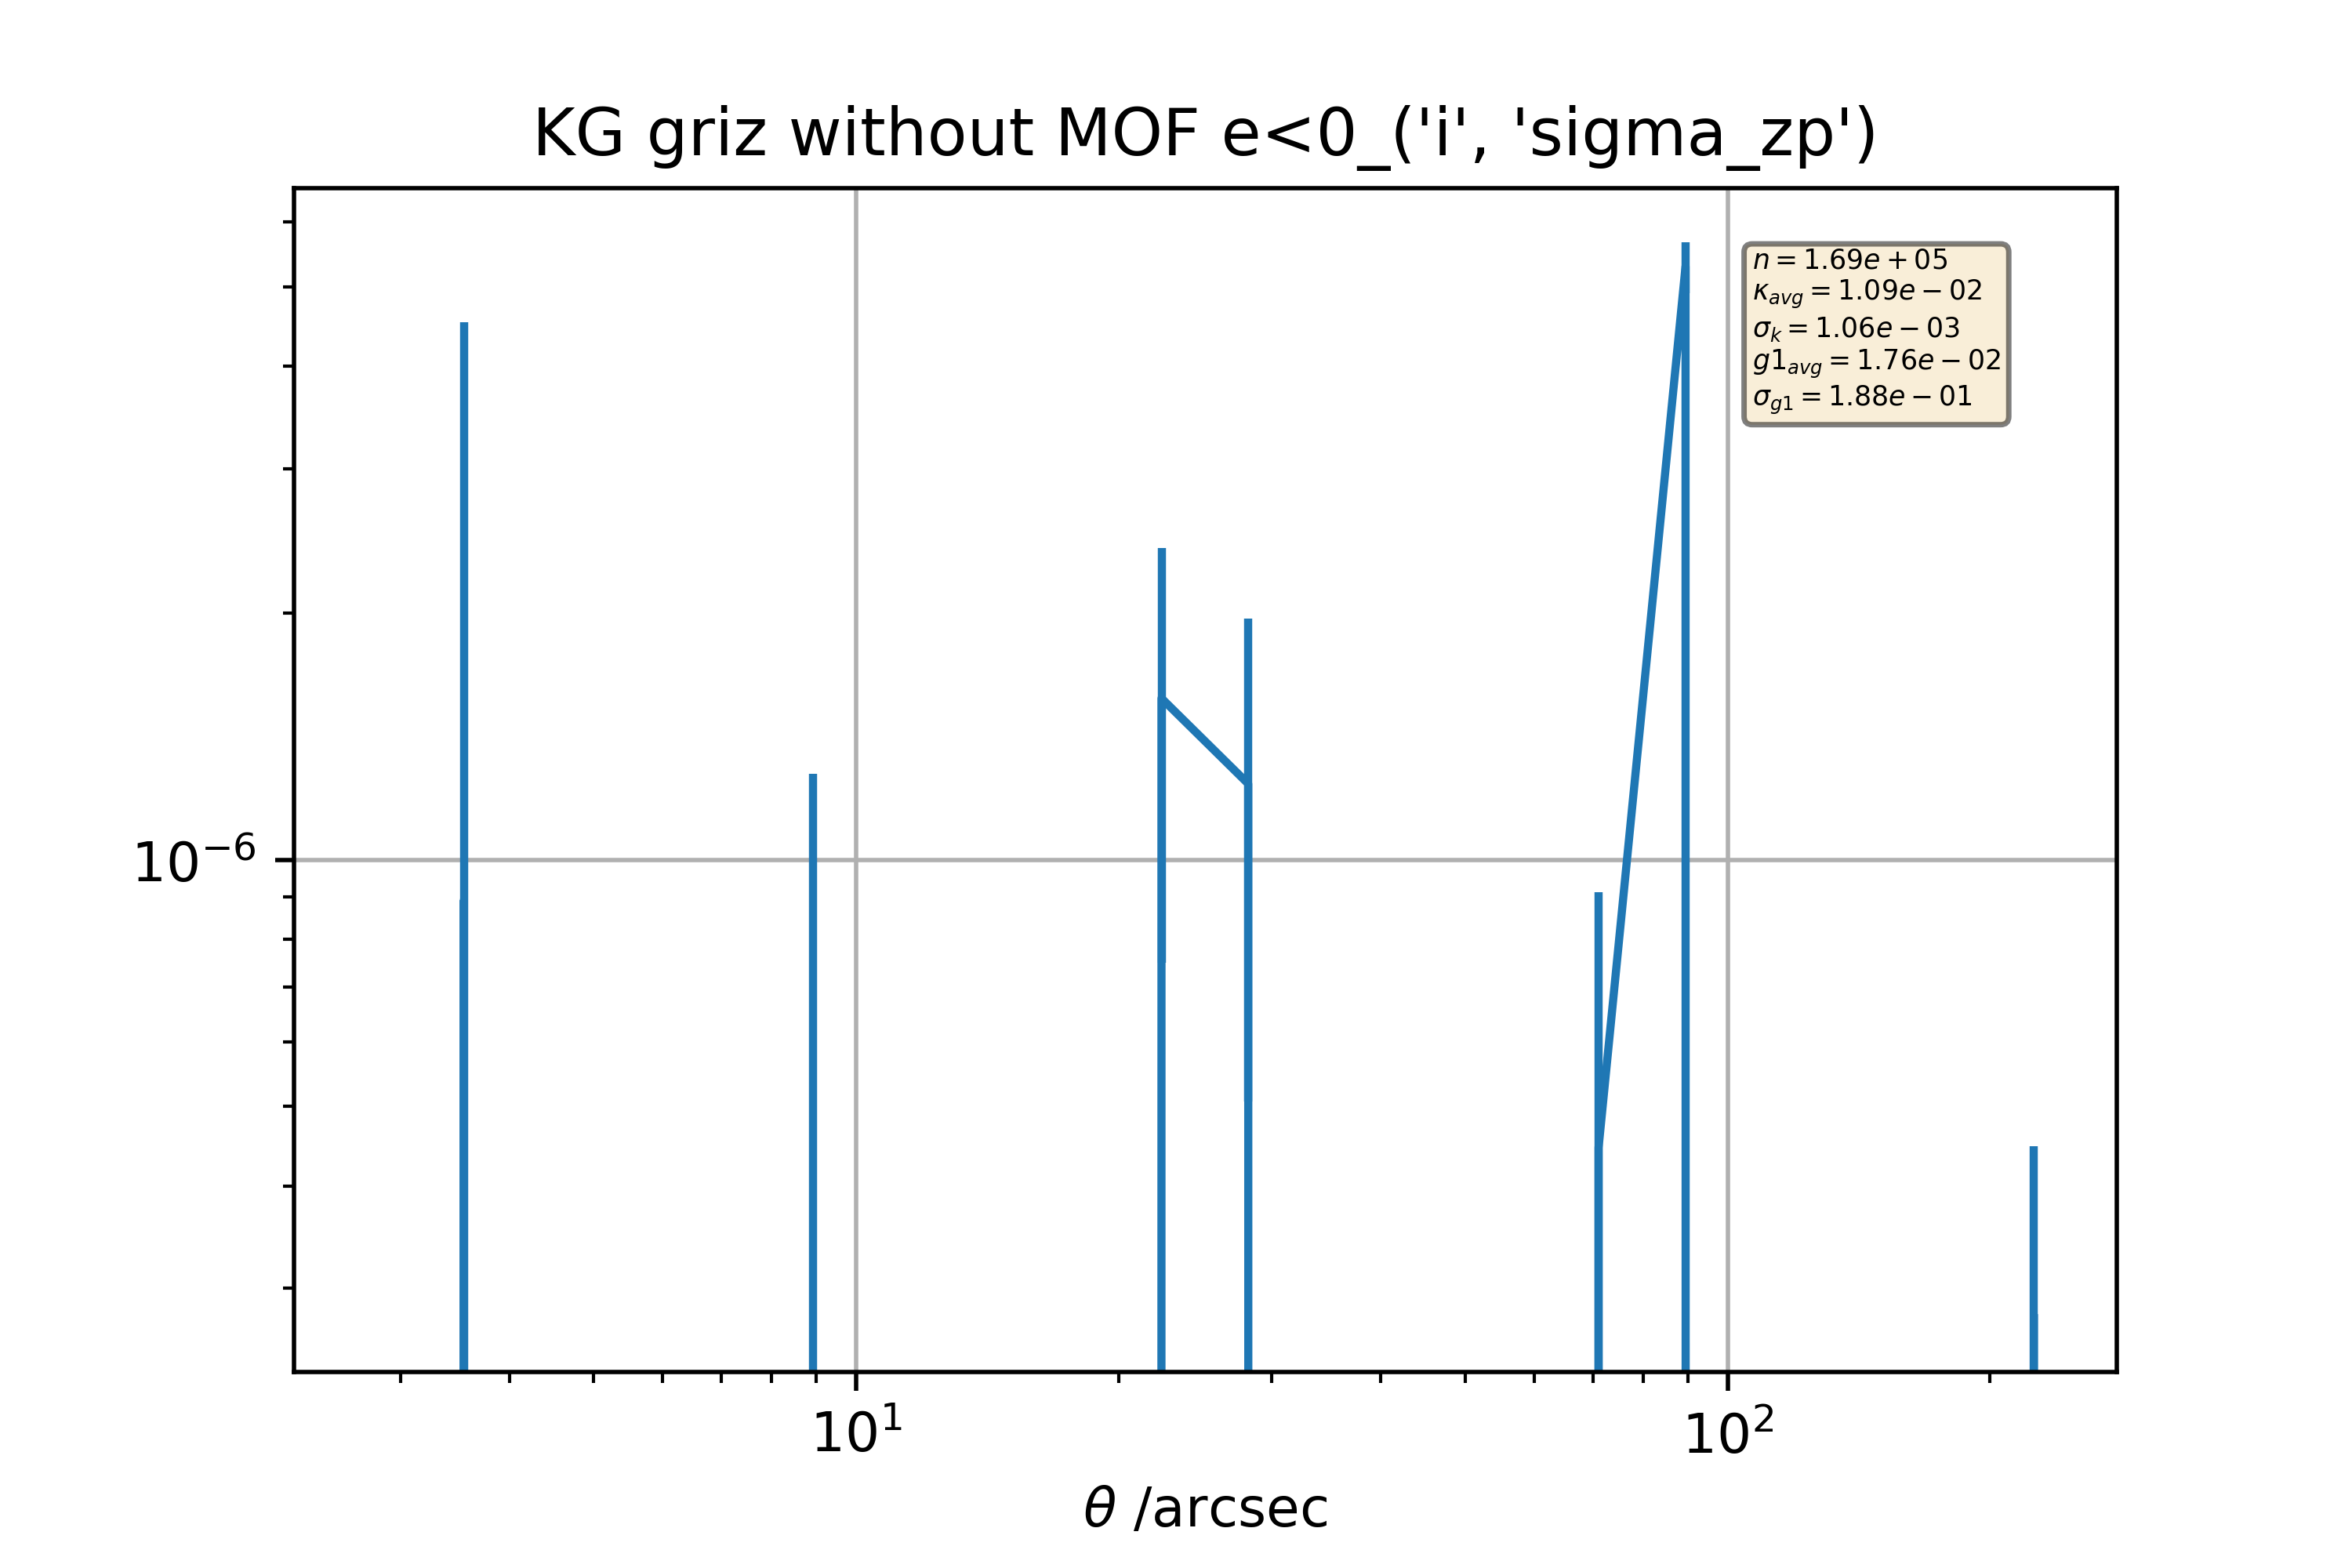 KG griz without MOF e<0_('i', 'sigma_zp')
n = 1.69e + 05
κavg = 1.09e − 02
σk = 1.06e − 03
g1avg = 1.76e − 02
σg1 = 1.88e − 01
10−6
101
102
θ /arcsec